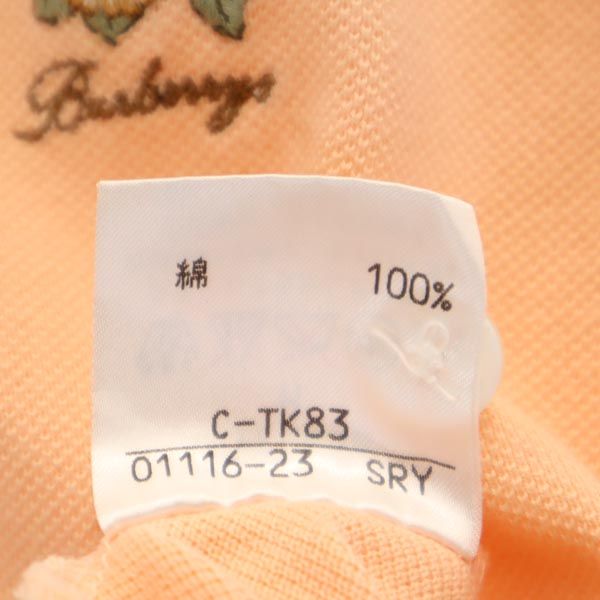 Burberrys
綿 100%
C-TK83
01116-23 SRY